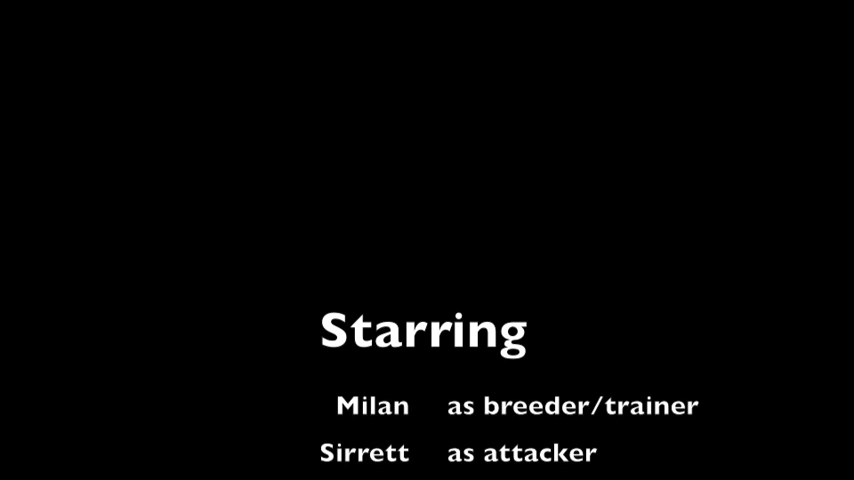 Starring
Milan as breeder/trainer
Sirrett as attacker